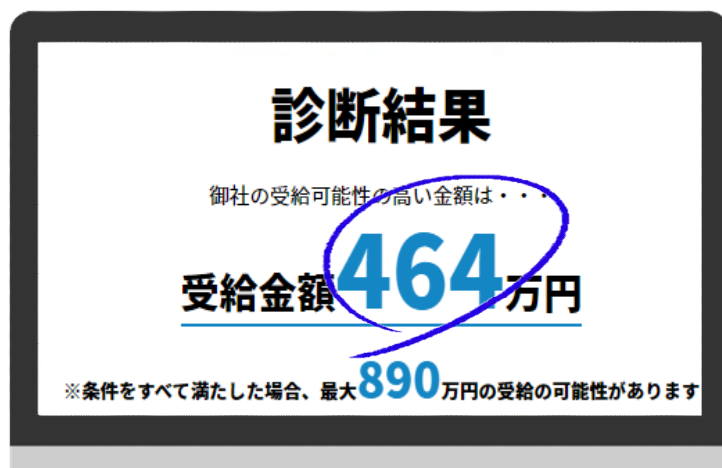 診断結果
御社の受給可能性の高い金額は・・・
受給金額464万円
※条件をすべて満たした場合、最大890万円の受給の可能性があります